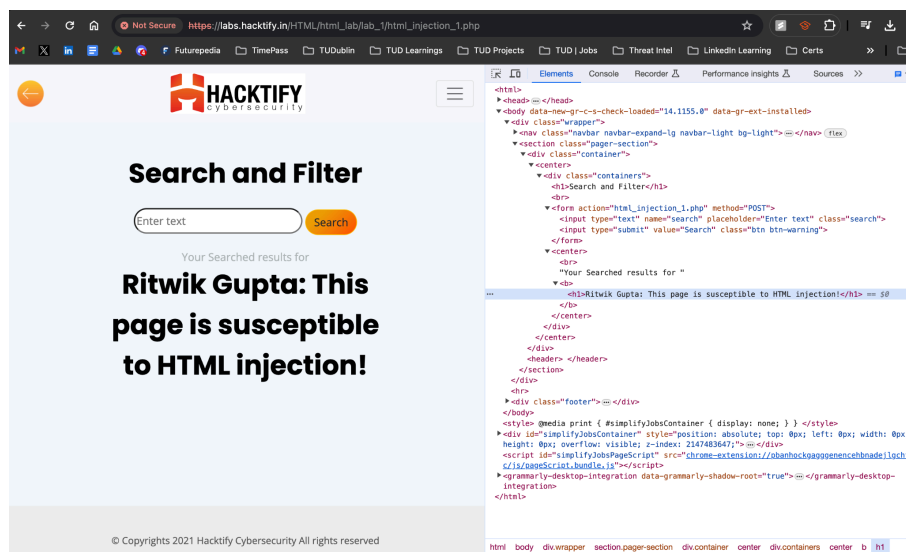 Not Secure https://labs.hacktify.in/HTML/html_lab/lab_1/html_injection_1.php
Futurepedia TimePass TUDublin TUD Learnings TUD Projects TUD | Jobs Threat Intel LinkedIn Learning Certs »
HACKTIFY
cybersecurity
Search and Filter
Enter text Search
Your Searched results for
Ritwik Gupta: This
page is susceptible
to HTML injection!
© Copyrights 2021 Hacktify Cybersecurity All rights reserved
Elements Console Recorder Performance insights Sources
<html>
<head> </head>
<body data-new-gr-c-s-check-loaded="14.1155.0" data-gr-ext-installed>
<div class="wrapper">
<nav class="navbar navbar-expand-lg navbar-light bg-light"> </nav> flex
<section class="pager-section">
<div class="container">
<center>
<div class="containers">
<h1>Search and Filter</h1>
<br>
<form action="html_injection_1.php" method="POST">
<input type="text" name="search" placeholder="Enter text" class="search">
<input type="submit" value="Search" class="btn btn-warning">
</form>
<center>
<br>
"Your Searched results for "
<b>
<h1>Ritwik Gupta: This page is susceptible to HTML injection!</h1> == $0
</b>
</center>
</div>
</center>
</div>
<header> </header>
</section>
</div>
<hr>
<div class="footer"> </div>
</body>
<style> @media print { #simplifyJobsContainer { display: none; } } </style>
<div id="simplifyJobsContainer" style="position: absolute; top: 0px; left: 0px; width: 0px
height: 0px; overflow: visible; z-index: 2147483647;"> </div>
<script id="simplifyJobsPageScript" src="
c/js/pageScript.bundle.js"></script>
<grammarly-desktop-integration data-grammarly-shadow-root="true"> </grammarly-desktop-
integration>
</html>
html body div.wrapper section.pager-section div.container center div.containers center b h1